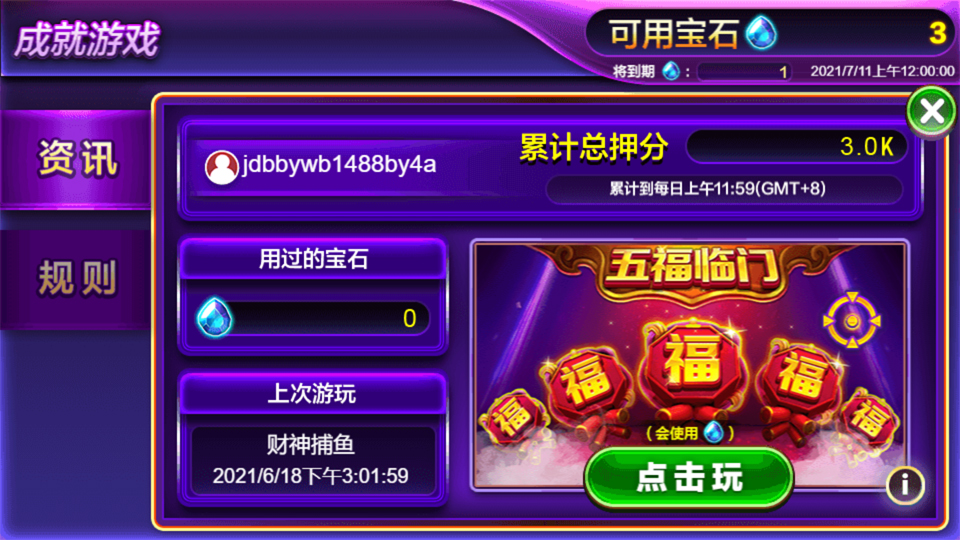 成就游戏
可用宝石 3
将到期 : 1 2021/7/11上午12:00:00
资讯
规则
jdbbywb1488by4a
累计总押分 3.0K
累计到每日上午11:59(GMT+8)
用过的宝石
0
上次游玩
财神捕鱼
2021/6/18下午3:01:59
五福临门
福 福 福 福 福
(会使用 )
点击玩
i